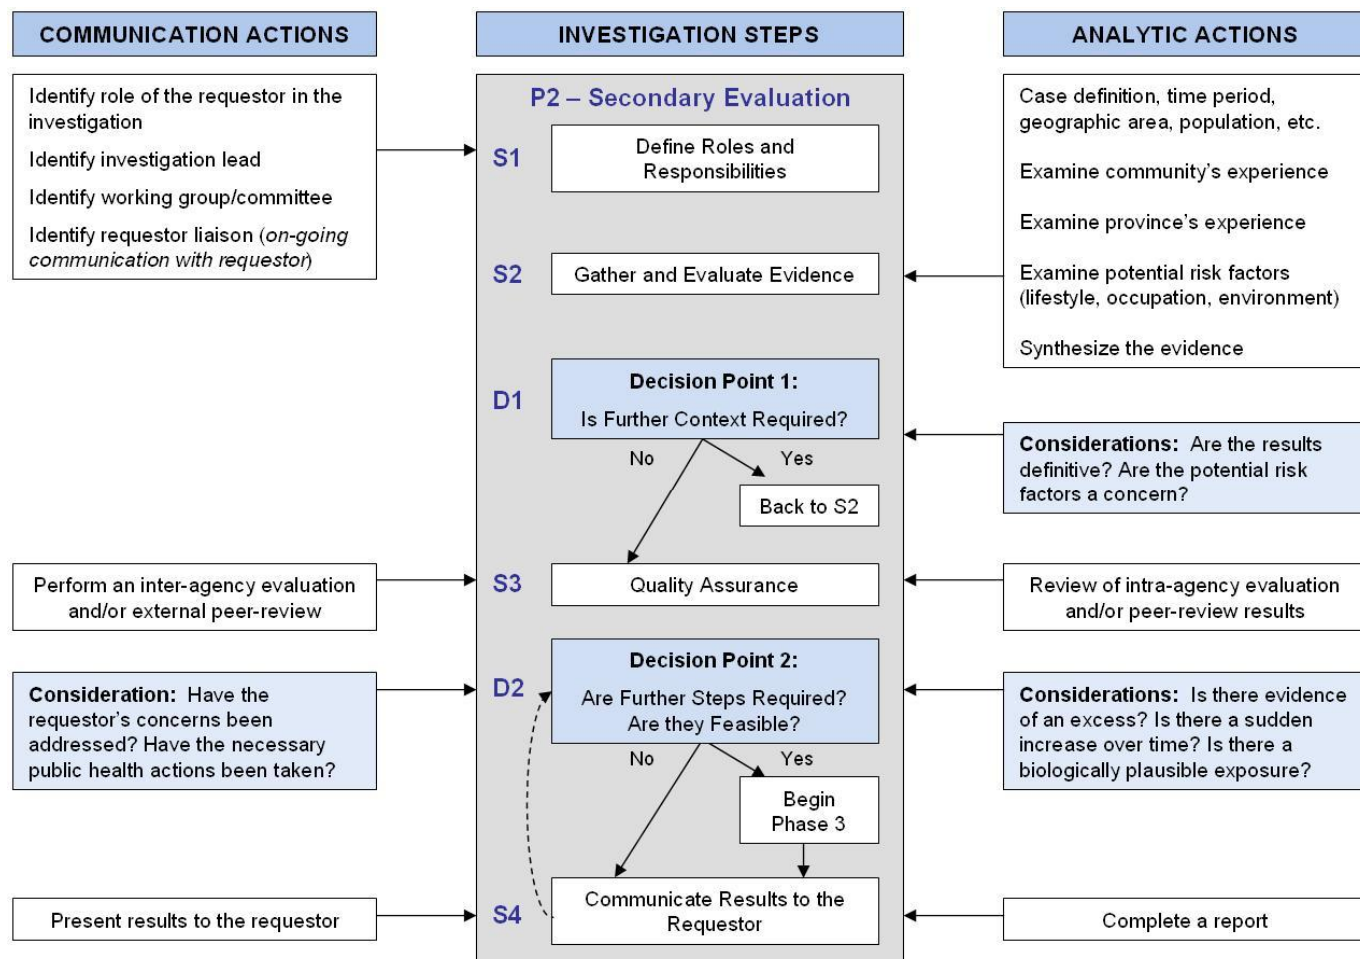 COMMUNICATION ACTIONS
Identify role of the requestor in the
investigation
Identify investigation lead
Identify working group/committee
Identify requestor liaison (on-going
communication with requestor)
Perform an inter-agency evaluation
and/or external peer-review
Consideration: Have the
requestor's concerns been
addressed? Have the necessary
public health actions been taken?
Present results to the requestor
INVESTIGATION STEPS
P2 – Secondary Evaluation
S1
Define Roles and
Responsibilities
S2
Gather and Evaluate Evidence
D1
Decision Point 1:
Is Further Context Required?
No
Yes
Back to S2
S3
Quality Assurance
D2
Decision Point 2:
Are Further Steps Required?
Are they Feasible?
No
Yes
Begin
Phase 3
S4
Communicate Results to the
Requestor
ANALYTIC ACTIONS
Case definition, time period,
geographic area, population, etc.
Examine community's experience
Examine province's experience
Examine potential risk factors
(lifestyle, occupation, environment)
Synthesize the evidence
Considerations: Are the results
definitive? Are the potential risk
factors a concern?
Review of intra-agency evaluation
and/or peer-review results
Considerations: Is there evidence
of an excess? Is there a sudden
increase over time? Is there a
biologically plausible exposure?
Complete a report